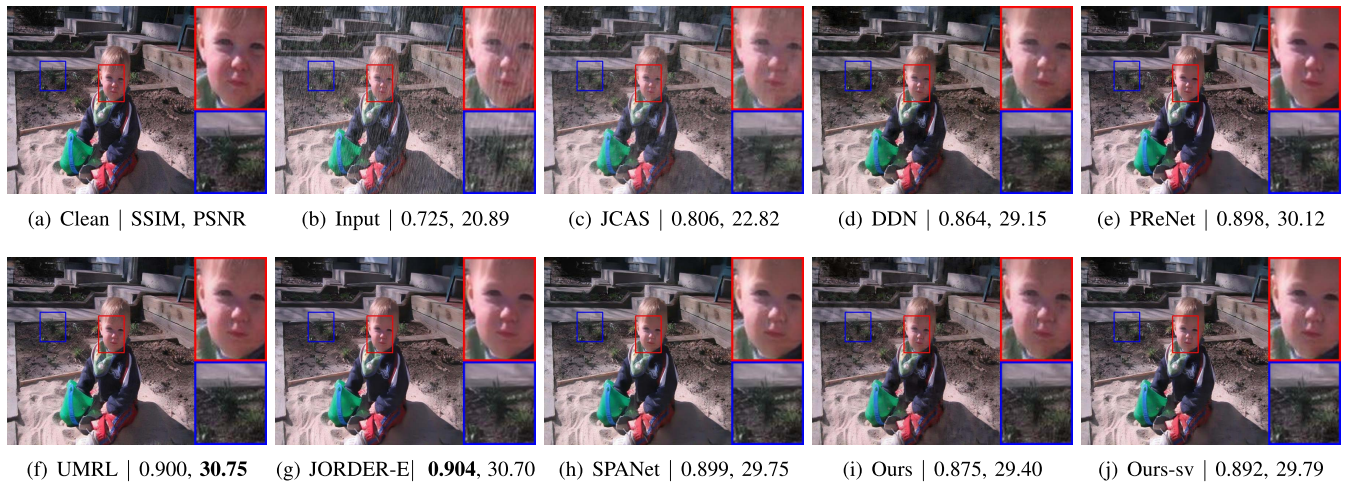 (a) Clean | SSIM, PSNR
(b) Input | 0.725, 20.89
(c) JCAS | 0.806, 22.82
(d) DDN | 0.864, 29.15
(e) PReNet | 0.898, 30.12
(f) UMRL | 0.900, 30.75
(g) JORDER-E| 0.904, 30.70
(h) SPANet | 0.899, 29.75
(i) Ours | 0.875, 29.40
(j) Ours-sv | 0.892, 29.79